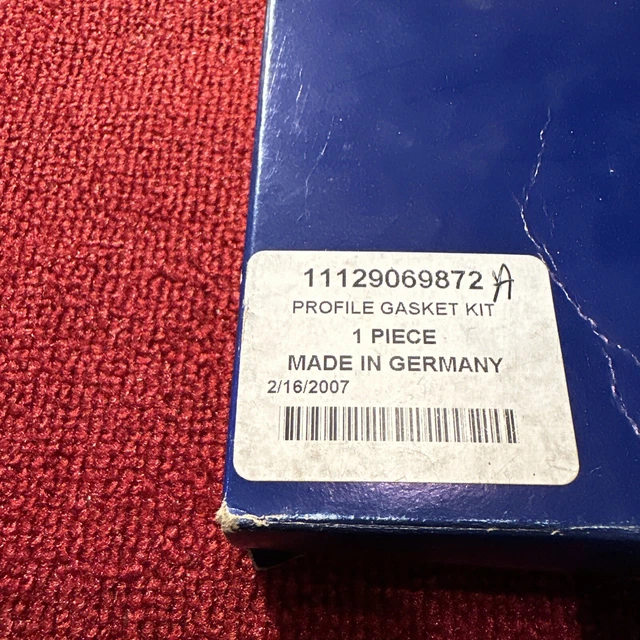 11129069872 A
PROFILE GASKET KIT
1 PIECE
MADE IN GERMANY
2/16/2007